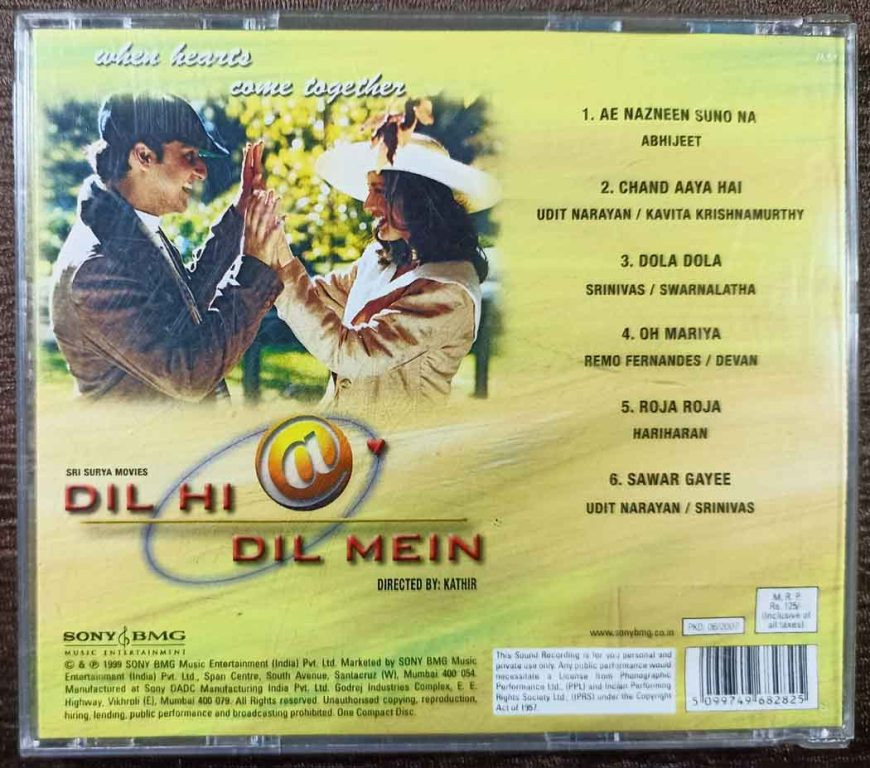 when hearts
come together
1. AE NAZNEEN SUNO NA
ABHIJEET
2. CHAND AAYA HAI
UDIT NARAYAN / KAVITA KRISHNAMURTHY
3. DOLA DOLA
SRINIVAS / SWARNALATHA
4. OH MARIYA
REMO FERNANDES / DEVAN
5. ROJA ROJA
HARIHARAN
6. SAWAR GAYEE
UDIT NARAYAN / SRINIVAS
SRI SURYA MOVIES
DIL HI @
DIL MEIN
DIRECTED BY: KATHIR
SONY BMG
MUSIC ENTERTAINMENT
© & ℗ 1999 SONY BMG Music Entertainment (India) Pvt. Ltd. Marketed by SONY BMG Music
Entertainment (India) Pvt. Ltd., Span Centre, South Avenue, Santacruz (W), Mumbai 400 054.
Manufactured at Sony DADC Manufacturing India Pvt. Ltd. Godrej Industries Complex, E. E.
Highway, Vikhroli (E), Mumbai 400 079. All Rights reserved. Unauthorised copying, reproduction,
hiring, lending, public performance and broadcasting prohibited. One Compact Disc.
www.sonybmg.co.in
PKD. 06/2007
M. R. P.
Rs. 125/-
(Inclusive of
all taxes)
This Sound Recording is for you personal and
private use only. Any public performance would
necessitate a License from Phonographic
Performance Ltd., (PPL) and Indian Performing
Rights Society Ltd., (IPRS) under the Copyright
Act of 1957.
5 099749 682825